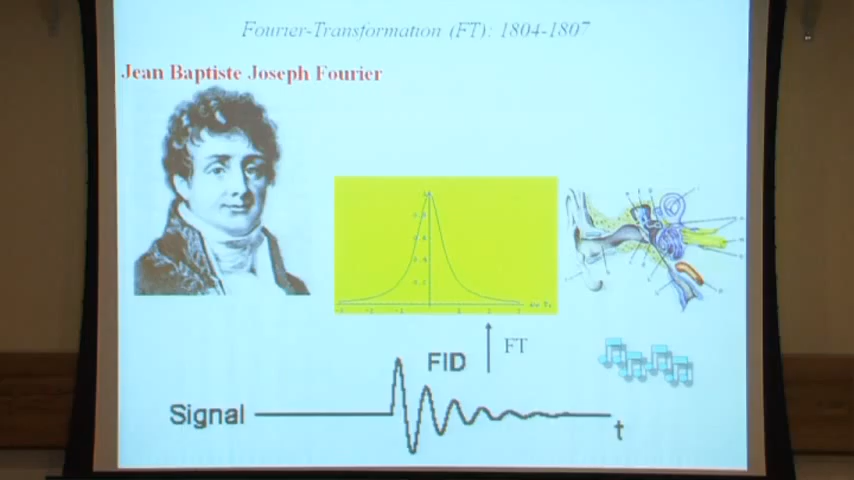 Fourier-Transformation (FT): 1804-1807
Jean Baptiste Joseph Fourier
FT
FID
Signal
t